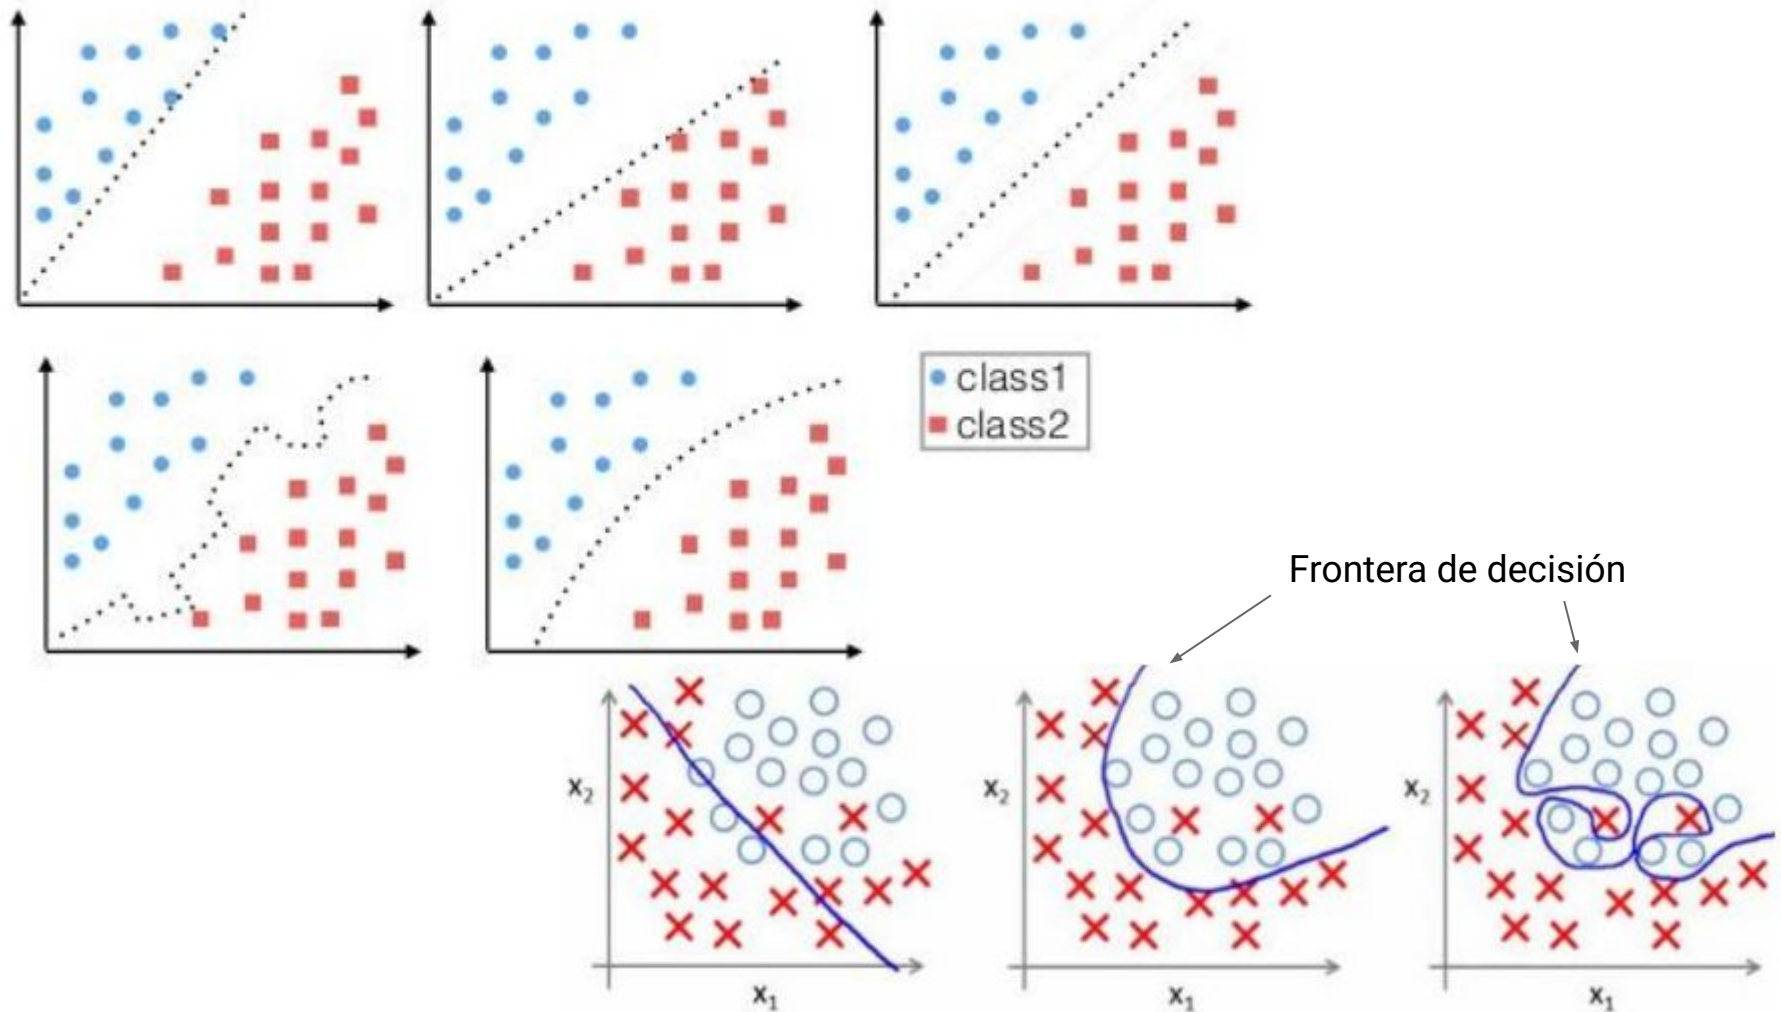 class1
class2
Frontera de decisión
x₂
x₁
x₂
x₁
x₂
x₁